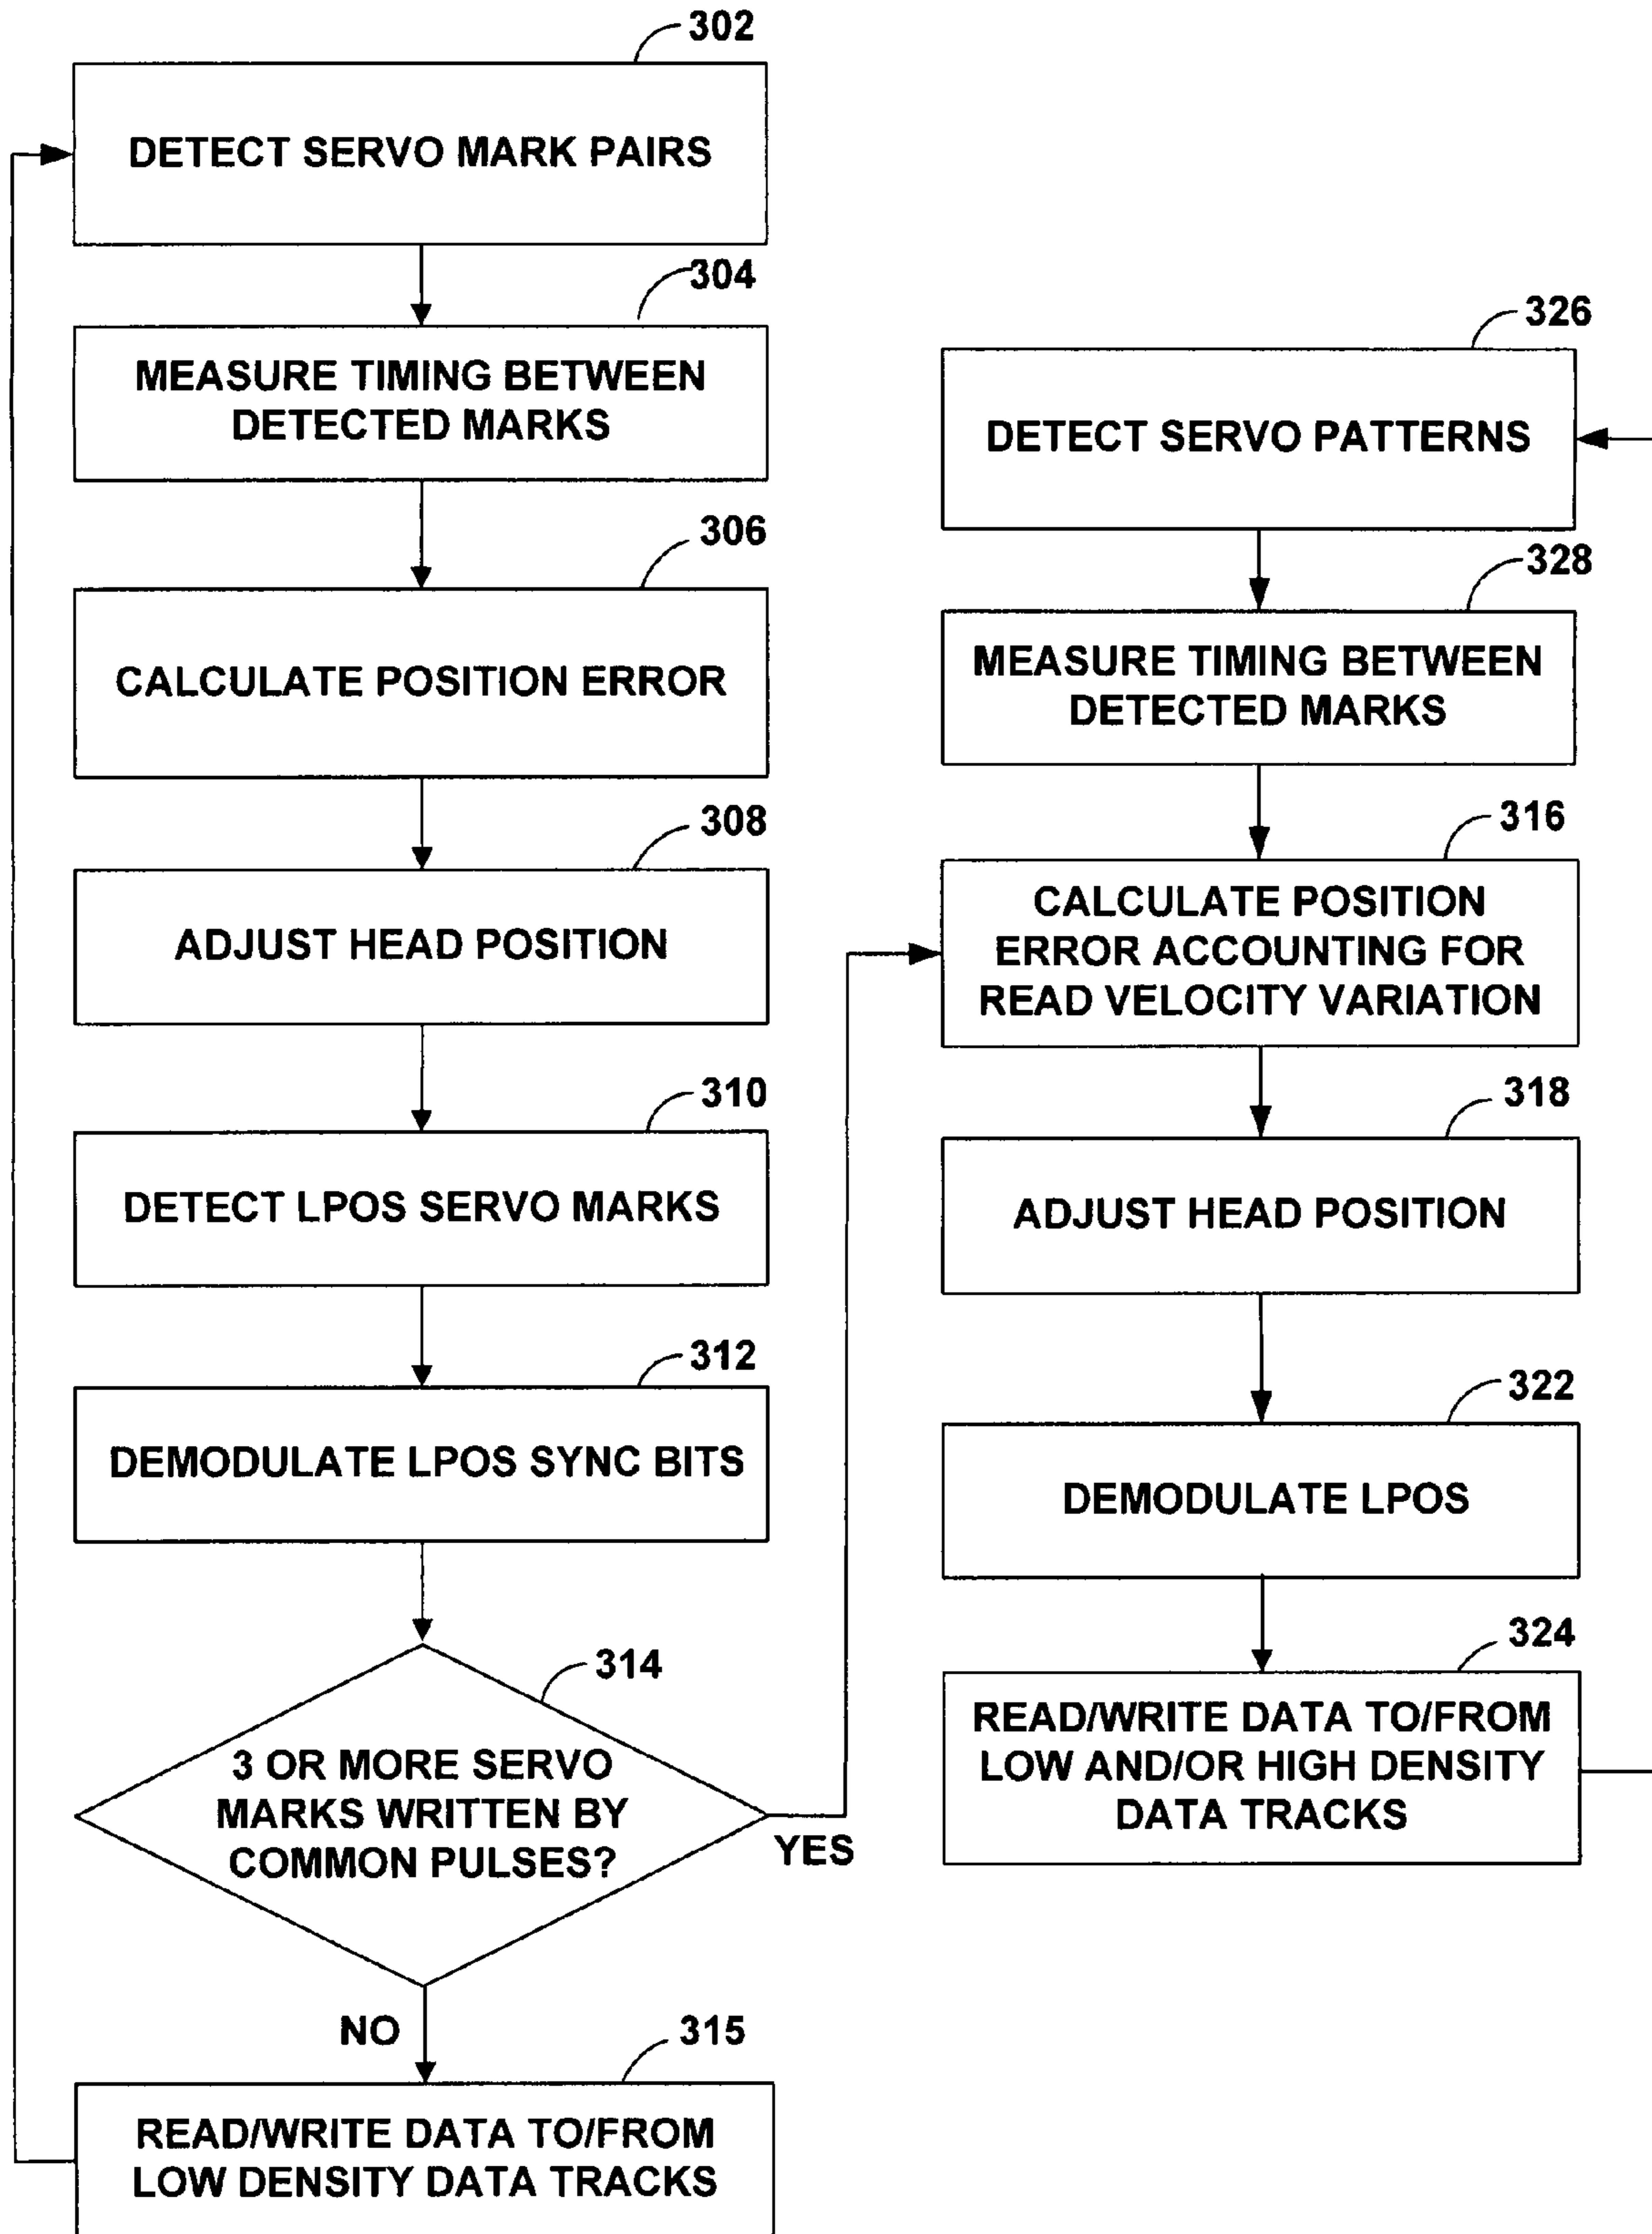 302
DETECT SERVO MARK PAIRS
304
MEASURE TIMING BETWEEN
DETECTED MARKS
306
CALCULATE POSITION ERROR
308
ADJUST HEAD POSITION
310
DETECT LPOS SERVO MARKS
312
DEMODULATE LPOS SYNC BITS
314
3 OR MORE SERVO
MARKS WRITTEN BY
COMMON PULSES?
YES
NO
315
READ/WRITE DATA TO/FROM
LOW DENSITY DATA TRACKS
326
DETECT SERVO PATTERNS
328
MEASURE TIMING BETWEEN
DETECTED MARKS
316
CALCULATE POSITION
ERROR ACCOUNTING FOR
READ VELOCITY VARIATION
318
ADJUST HEAD POSITION
322
DEMODULATE LPOS
324
READ/WRITE DATA TO/FROM
LOW AND/OR HIGH DENSITY
DATA TRACKS